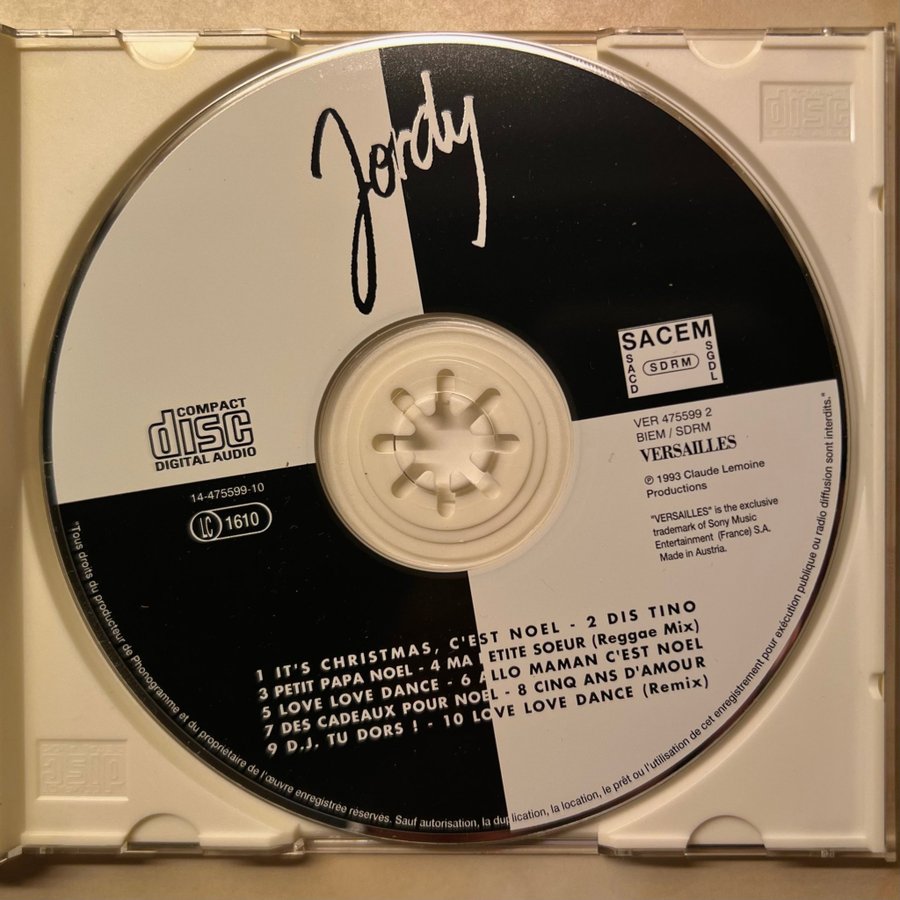 Jordy
disc
SACEM
SACD
SDRM
SGDL
COMPACT
disc
DIGITAL AUDIO
VER 475599 2
BIEM / SDRM
VERSAILLES
℗ 1993 Claude Lemoine
Productions
"VERSAILLES" is the exclusive
trademark of Sony Music
Entertainment (France) S.A.
Made in Austria.
14-475599-10
LC 1610
1 IT'S CHRISTMAS, C'EST NOEL - 2 DIS TINO
3 PETIT PAPA NOEL - 4 MA PETITE SOEUR (Reggae Mix)
5 LOVE LOVE DANCE - 6 ALLO MAMAN C'EST NOEL
7 DES CADEAUX POUR NOEL - 8 CINQ ANS D'AMOUR
9 D.J. TU DORS ! - 10 LOVE LOVE DANCE (Remix)
"Tous droits du producteur de Phonogramme et du propriétaire de l'œuvre enregistrée réservés. Sauf autorisation, la duplication, la location, le prêt ou l'utilisation de cet enregistrement pour exécution publique ou radio diffusion sont interdits."
disc